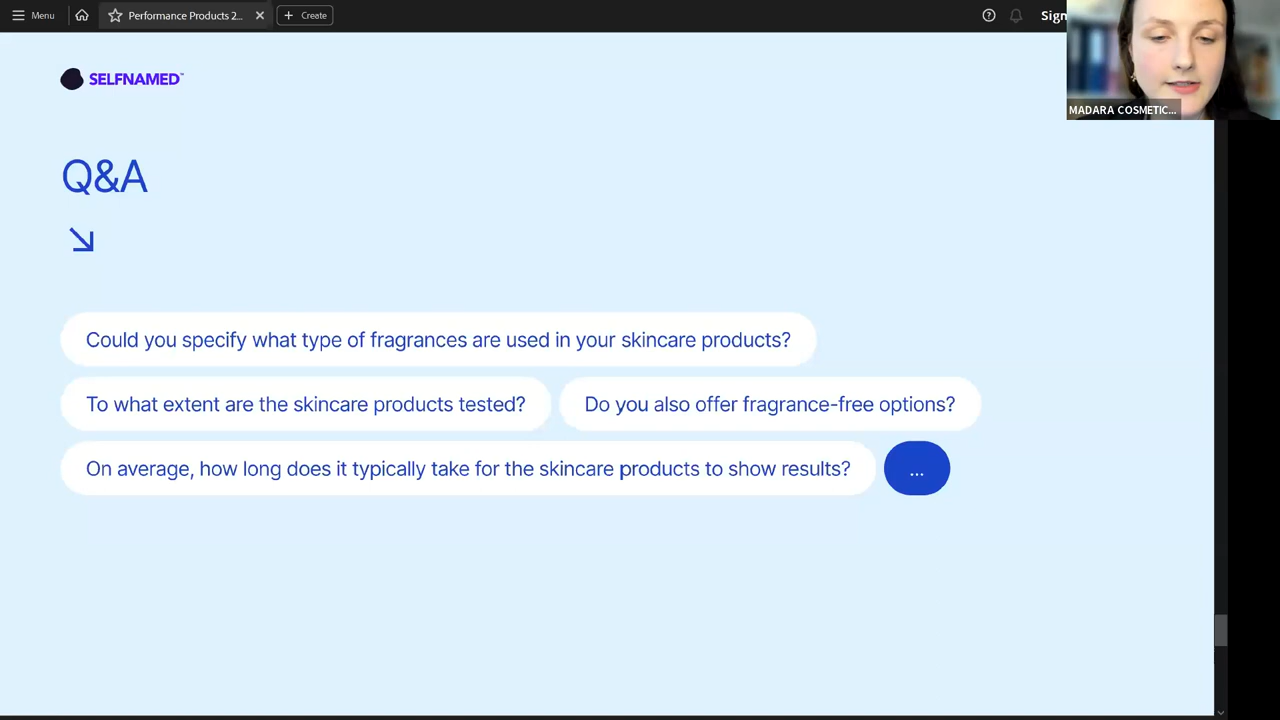 Menu
Performance Products 2...
Create
Sign
MADARA COSMETIC...
SELFNAMED™
Q&A
Could you specify what type of fragrances are used in your skincare products?
To what extent are the skincare products tested?
Do you also offer fragrance-free options?
On average, how long does it typically take for the skincare products to show results?
...